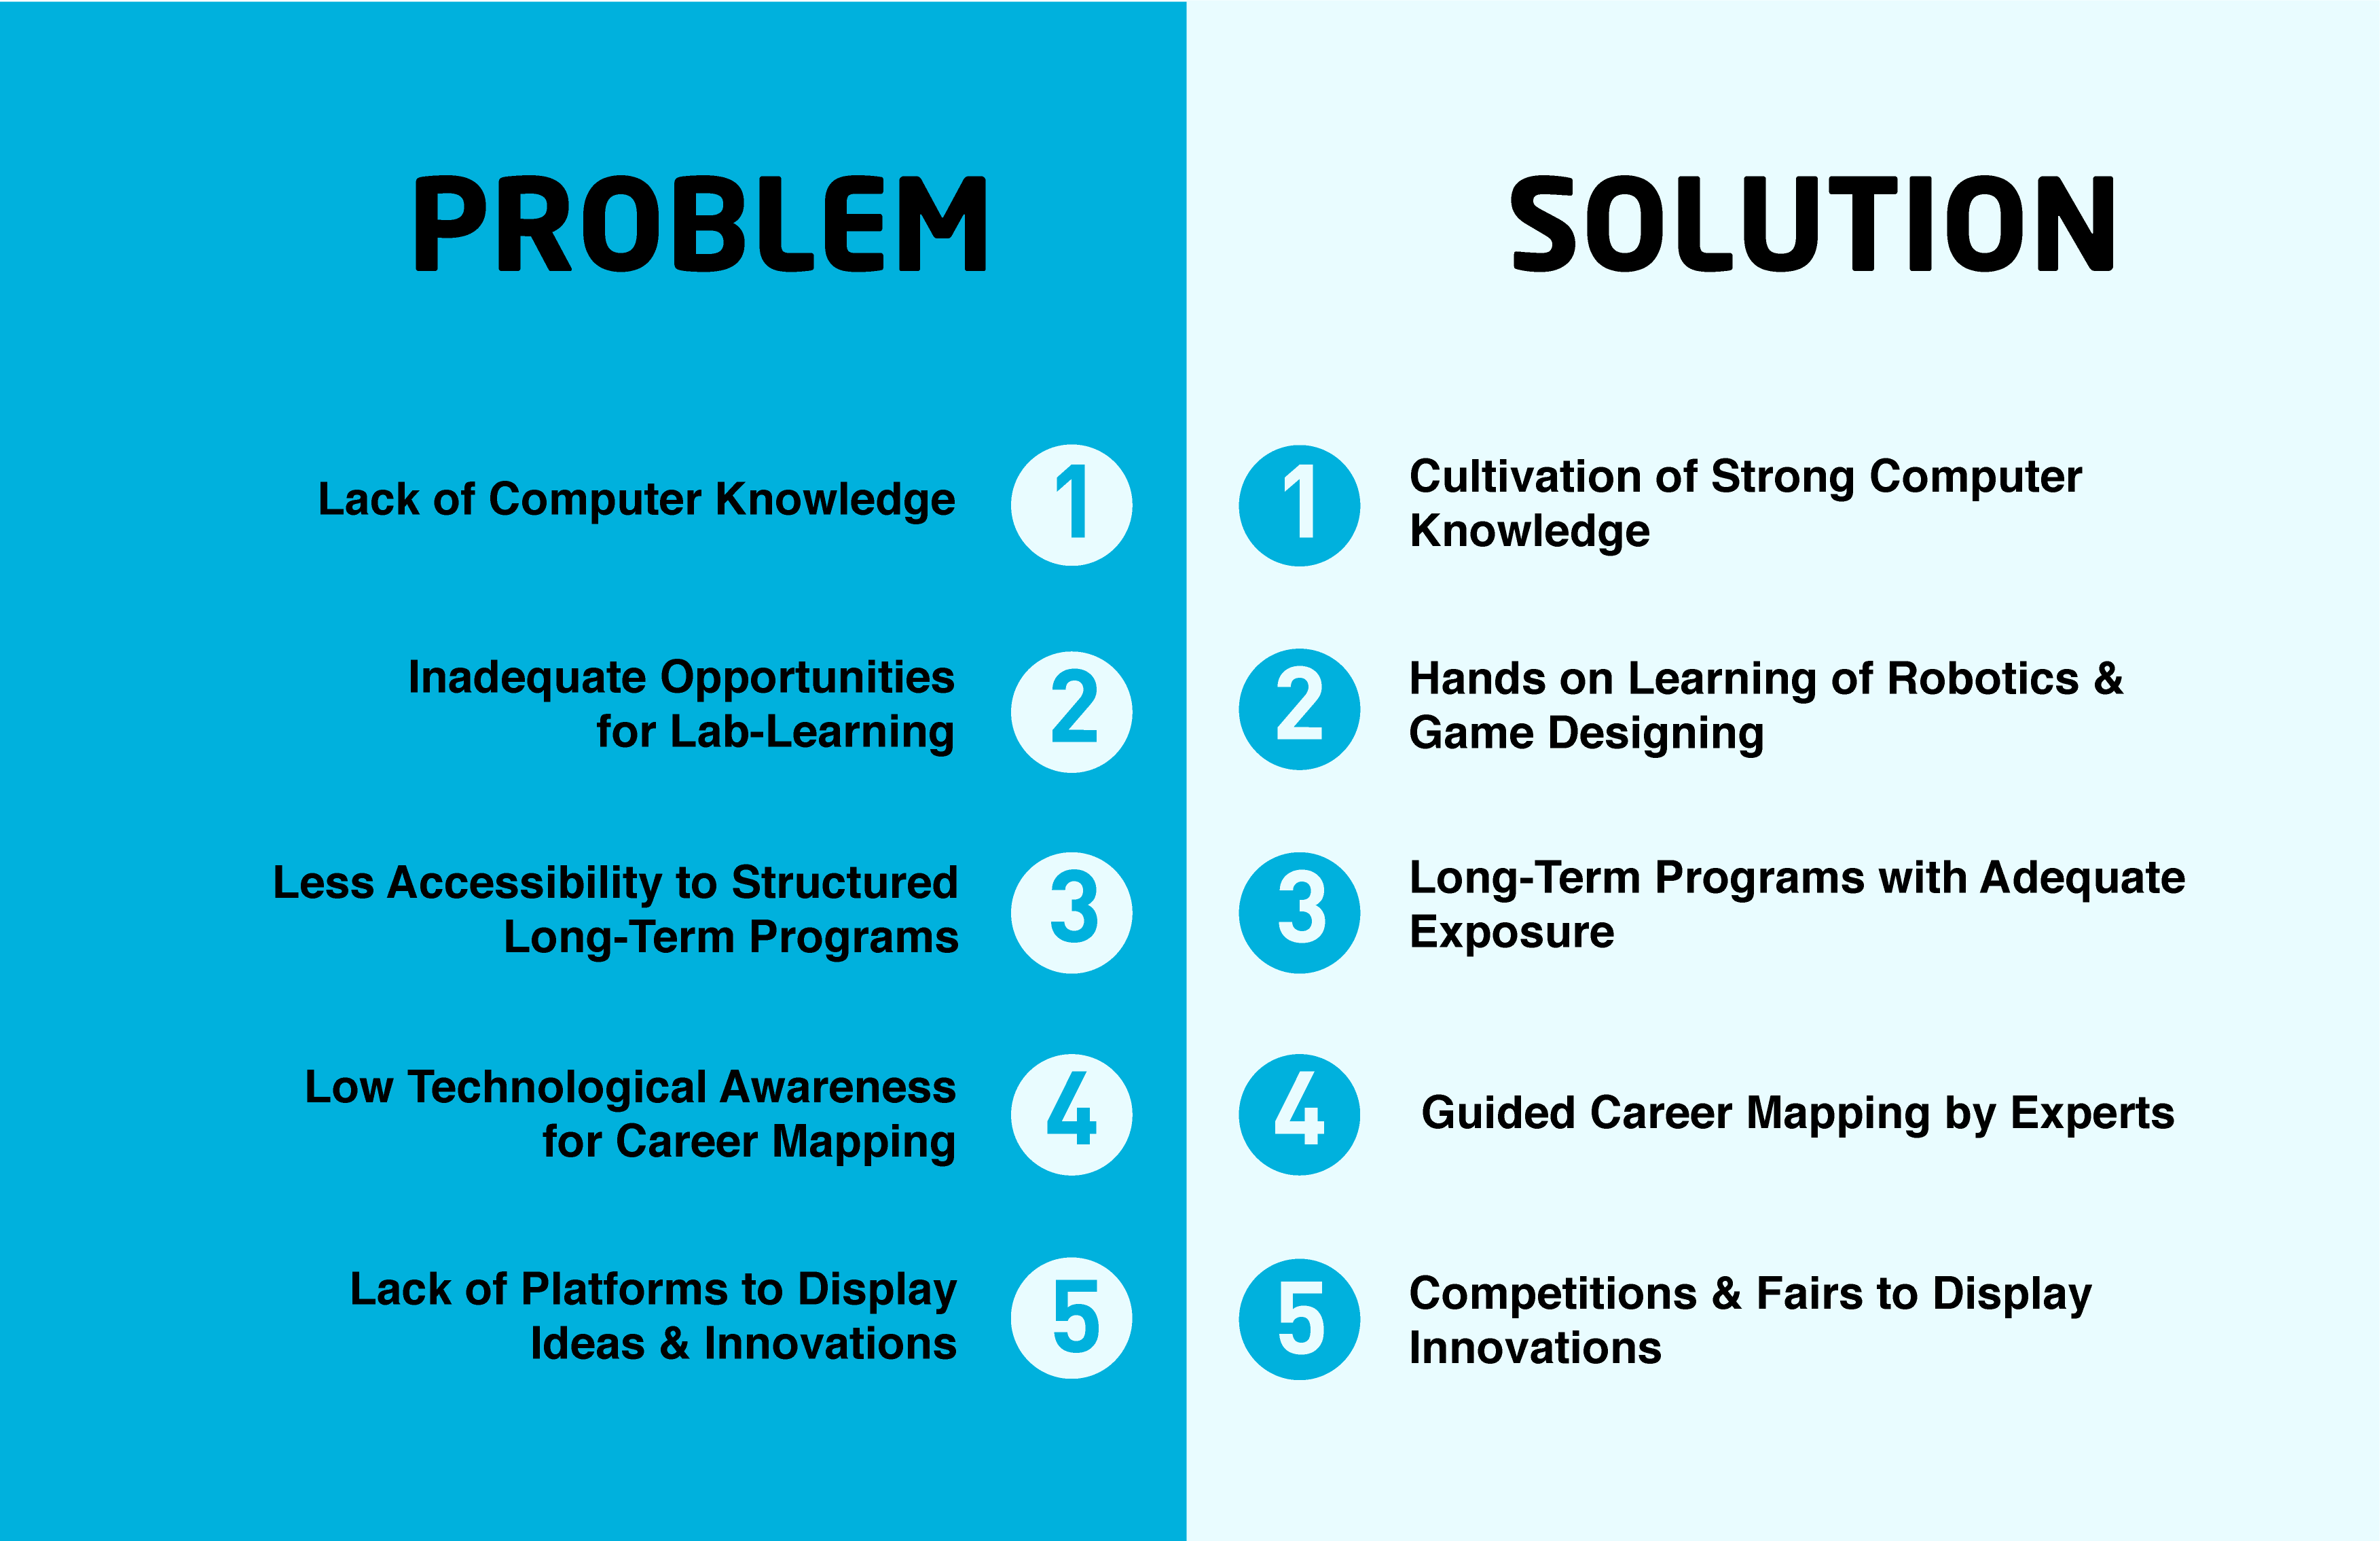 PROBLEM
Lack of Computer Knowledge
1
Inadequate Opportunities
for Lab-Learning
2
Less Accessibility to Structured
Long-Term Programs
3
Low Technological Awareness
for Career Mapping
4
Lack of Platforms to Display
Ideas & Innovations
5
SOLUTION
1
Cultivation of Strong Computer
Knowledge
2
Hands on Learning of Robotics &
Game Designing
3
Long-Term Programs with Adequate
Exposure
4
Guided Career Mapping by Experts
5
Competitions & Fairs to Display
Innovations